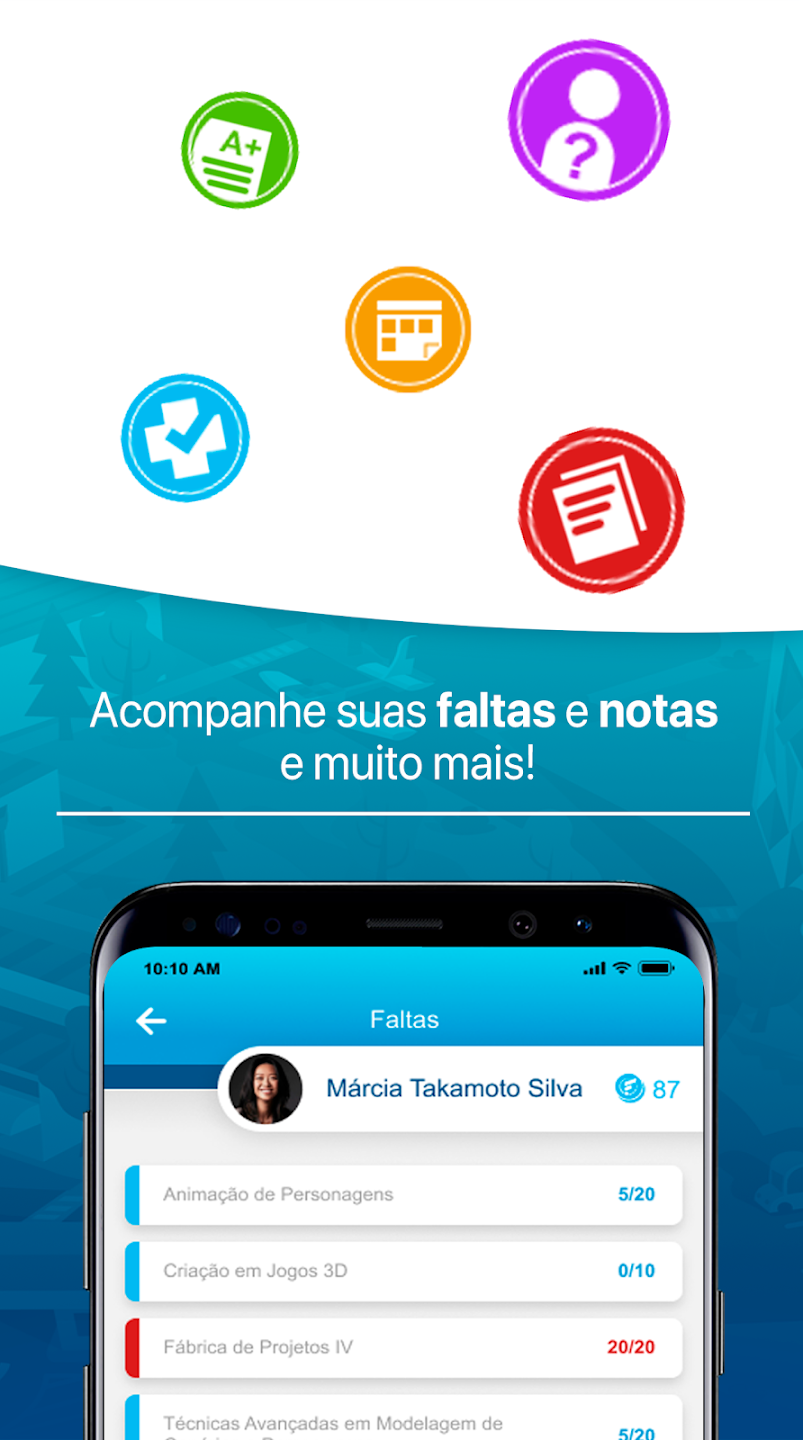 A+
?
Acompanhe suas faltas e notas
e muito mais!
10:10 AM
Faltas
Márcia Takamoto Silva 87
Animação de Personagens 5/20
Criação em Jogos 3D 0/10
Fábrica de Projetos IV 20/20
Técnicas Avançadas em Modelagem de
5/20